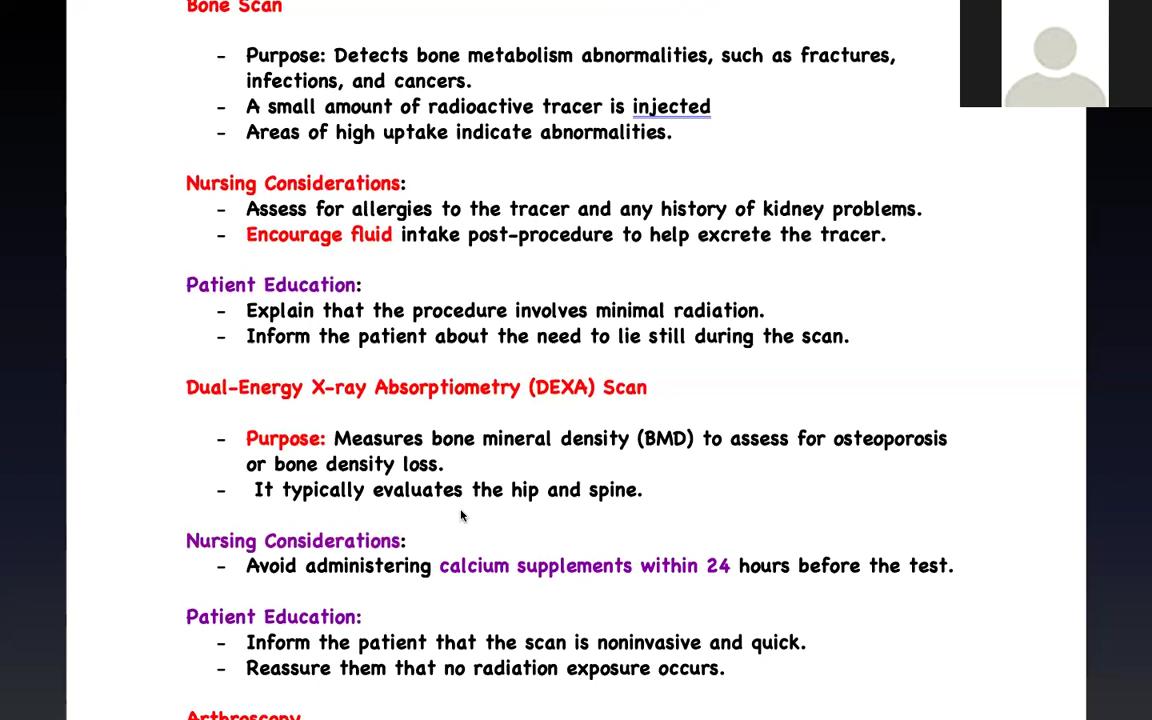 Bone Scan
- Purpose: Detects bone metabolism abnormalities, such as fractures,
infections, and cancers.
- A small amount of radioactive tracer is injected
- Areas of high uptake indicate abnormalities.
Nursing Considerations:
- Assess for allergies to the tracer and any history of kidney problems.
- Encourage fluid intake post-procedure to help excrete the tracer.
Patient Education:
- Explain that the procedure involves minimal radiation.
- Inform the patient about the need to lie still during the scan.
Dual-Energy X-ray Absorptiometry (DEXA) Scan
- Purpose: Measures bone mineral density (BMD) to assess for osteoporosis
or bone density loss.
- It typically evaluates the hip and spine.
Nursing Considerations:
- Avoid administering calcium supplements within 24 hours before the test.
Patient Education:
- Inform the patient that the scan is noninvasive and quick.
- Reassure them that no radiation exposure occurs.
Arthroscopy